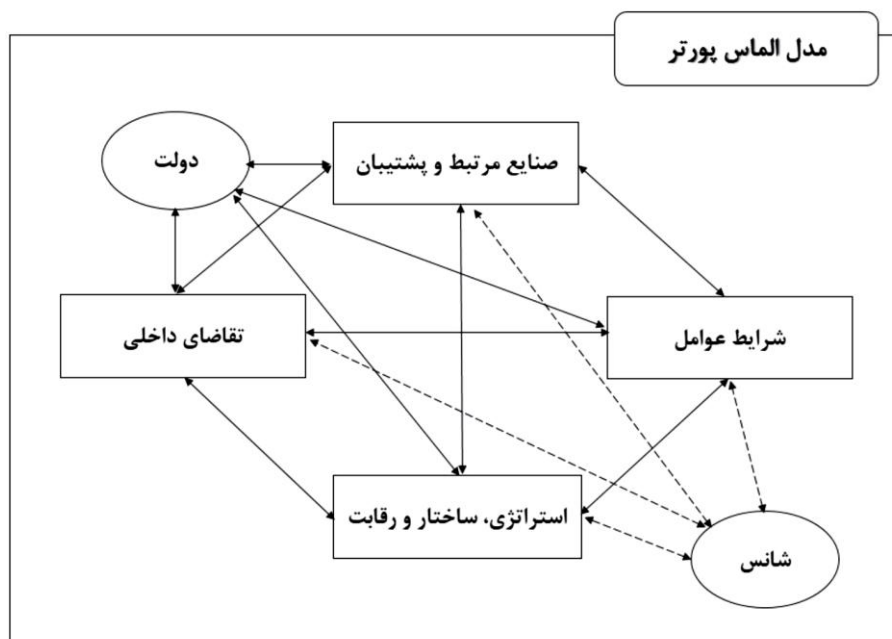 مدل الماس پورتر
دولت
صنایع مرتبط و پشتیبان
شرایط عوامل
تقاضای داخلی
استراتژی، ساختار و رقابت
شانس